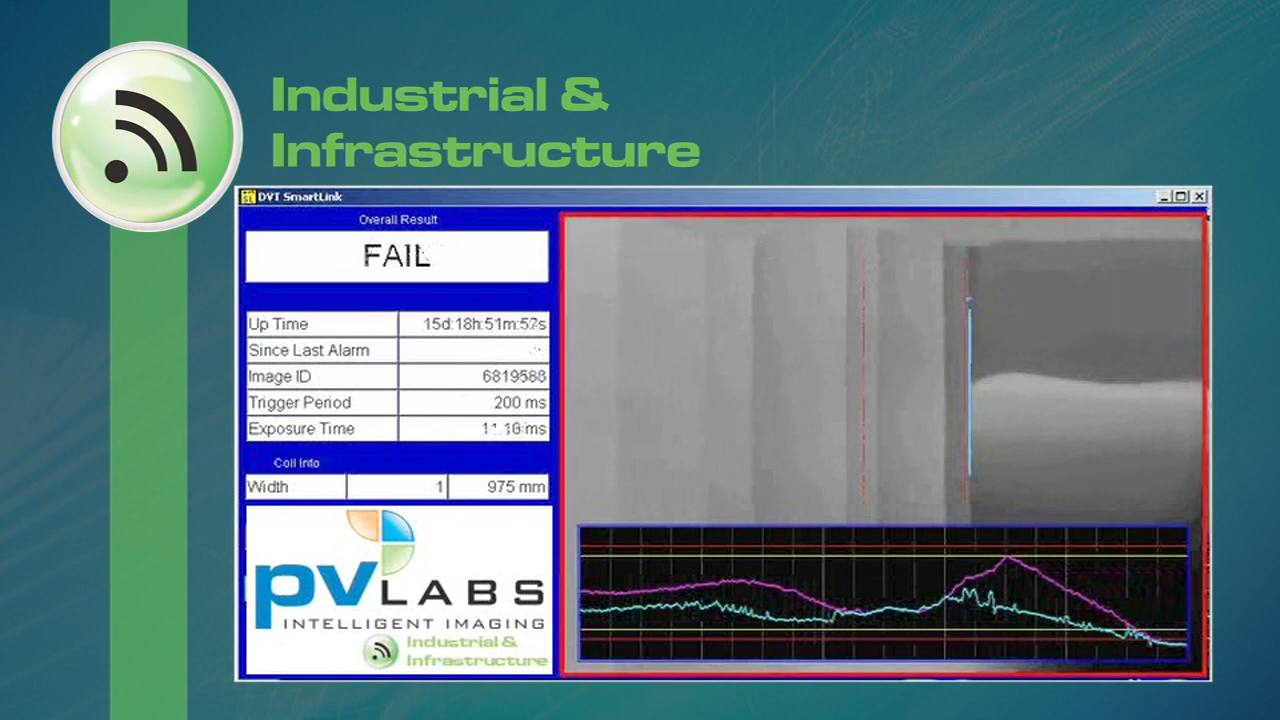 Industrial &
Infrastructure
DVT SmartLink
Overall Result
FAIL
Up Time 15d:18h:51m:52s
Since Last Alarm
Image ID 6819588
Trigger Period 200 ms
Exposure Time
Coil Info
Width 1 975 mm
pv LABS
INTELLIGENT IMAGING
Industrial &
Infrastructure